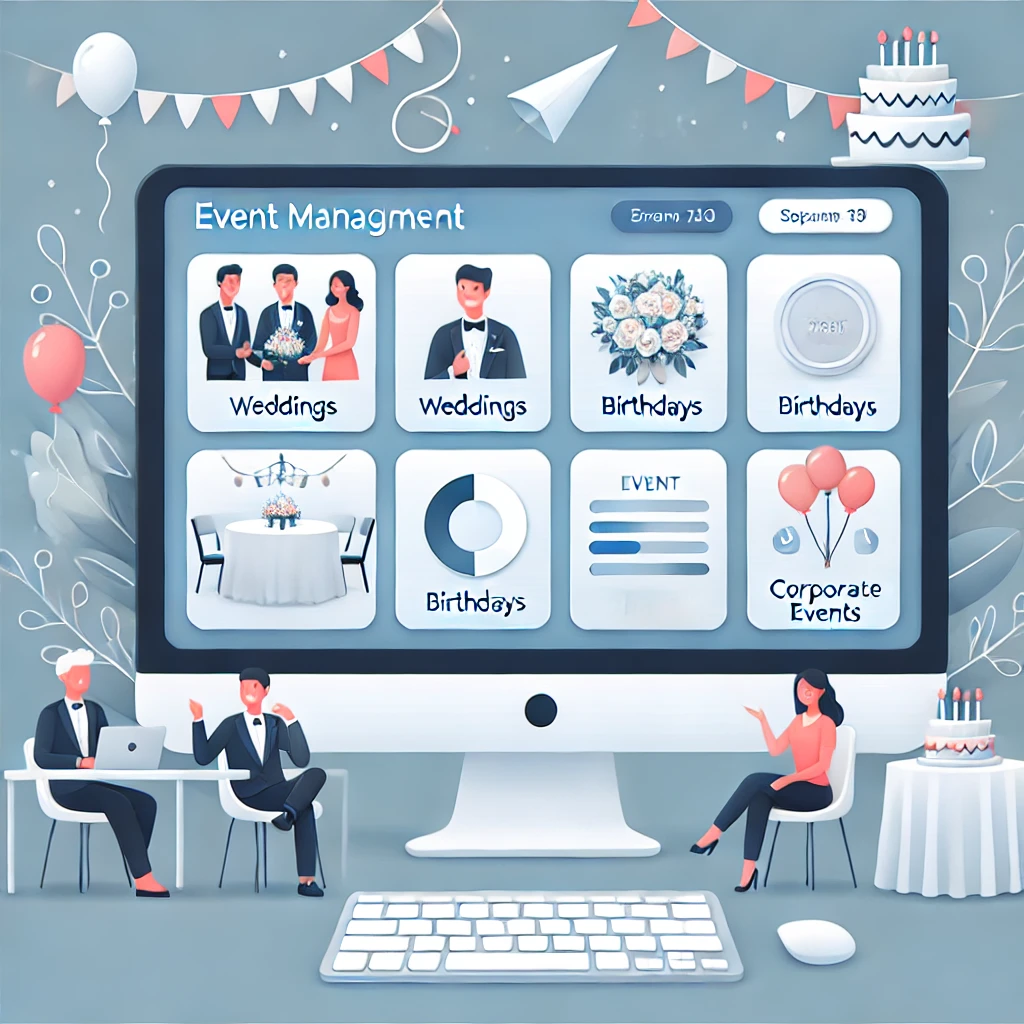 Event Managment
Weddings
Weddings
Birthdays
Birthdays
Birthdays
EVENT
Corporate
Events